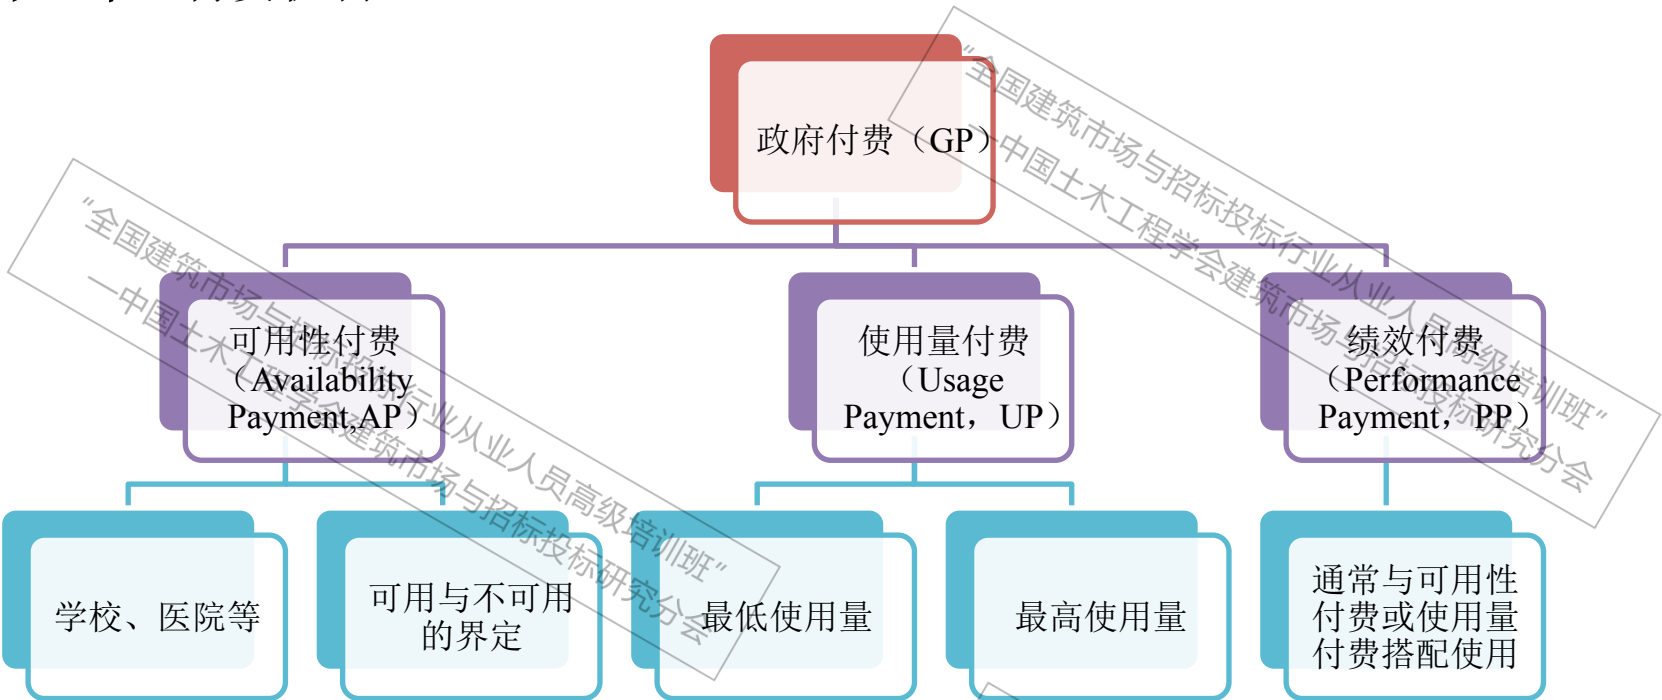 政府付费（GP）
可用性付费
（Availability
Payment,AP）
使用量付费
（Usage
Payment，UP）
绩效付费
（Performance
Payment，PP）
学校、医院等
可用与不可用
的界定
最低使用量
最高使用量
通常与可用性
付费或使用量
付费搭配使用
“全国建筑市场与招标投标行业从业人员高级培训班”
—中国土木工程学会建筑市场与招标投标研究分会
“全国建筑市场与招标投标行业从业人员高级培训班”
—中国土木工程学会建筑市场与招标投标研究分会